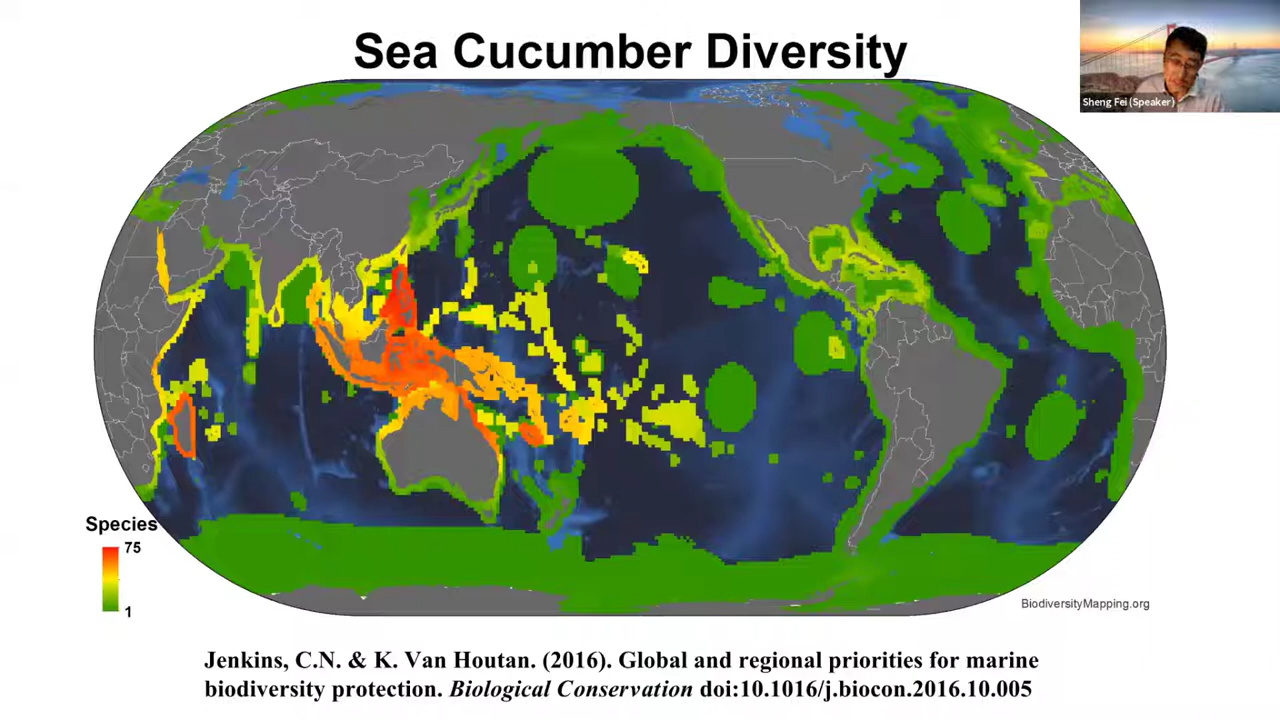 Sea Cucumber Diversity
Sheng Fei (Speaker)
Species
75
1
BiodiversityMapping.org
Jenkins, C.N. & K. Van Houtan. (2016). Global and regional priorities for marine
biodiversity protection. Biological Conservation doi:10.1016/j.biocon.2016.10.005